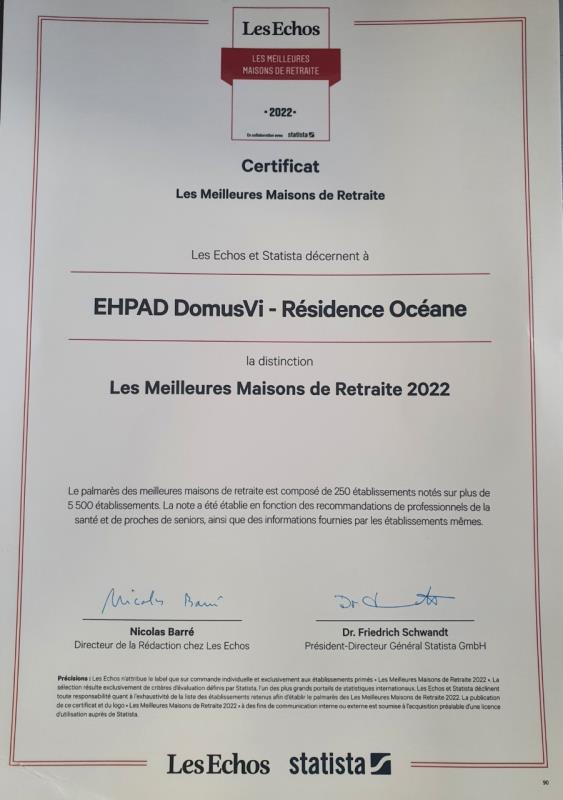 Les Echos
LES MEILLEURES
MAISONS DE RETRAITE
• 2022 •
En collaboration avec statista
Certificat
Les Meilleures Maisons de Retraite
Les Echos et Statista décernent à
EHPAD DomusVi - Résidence Océane
la distinction
Les Meilleures Maisons de Retraite 2022
Le palmarès des meilleures maisons de retraite est composé de 250 établissements notés sur plus de
5 500 établissements. La note a été établie en fonction des recommandations de professionnels de la
santé et de proches de seniors, ainsi que des informations fournies par les établissements mêmes.
Nicolas Barré
Nicolas Barré
Directeur de la Rédaction chez Les Echos
Dr. Friedrich Schwandt
Président-Directeur Général Statista GmbH
Précisions : Les Echos n'attribue le label que sur commande individuelle et exclusivement aux établissements primés « Les Meilleures Maisons de Retraite 2022 ». La
sélection résulte exclusivement de critères d'évaluation définis par Statista, l'un des plus grands portails de statistiques internationaux. Les Echos et Statista déclinent
toute responsabilité quant à l'exhaustivité de la liste des établissements retenus afin d'établir le palmarès des Les Meilleures Maisons de Retraite 2022. La publication
de ce certificat et du logo « Les Meilleures Maisons de Retraite 2022 » à des fins de communication interne ou externe est soumise à l'acquisition préalable d'une licence
d'utilisation auprès de Statista.
Les Echos statista
90